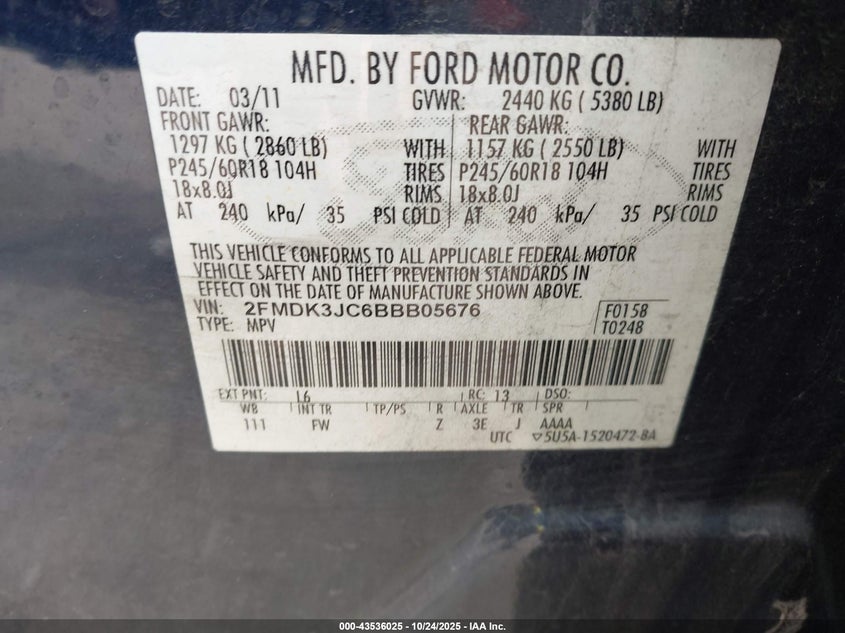 MFD. BY FORD MOTOR CO.
DATE: 03/11 GVWR: 2440 KG ( 5380 LB)
FRONT GAWR: REAR GAWR:
1297 KG ( 2860 LB) WITH 1157 KG ( 2550 LB) WITH
P245/60R18 104H TIRES P245/60R18 104H TIRES
18x8.0J RIMS 18x8.0J RIMS
AT 240 kPa/ 35 PSI COLD AT 240 kPa/ 35 PSI COLD
THIS VEHICLE CONFORMS TO ALL APPLICABLE FEDERAL MOTOR
VEHICLE SAFETY AND THEFT PREVENTION STANDARDS IN
EFFECT ON THE DATE OF MANUFACTURE SHOWN ABOVE.
VIN: 2FMDK3JC6BBB05676 F0158
TYPE: MPV T0248
EXT PNT: L6 RC: 13 DSO:
WB INT TR TP/PS R AXLE TR SPR
111 FW Z 3E J AAAA
UTC ▽5U5A-1520472-BA
000-43536025 - 10/24/2025 - IAA Inc.